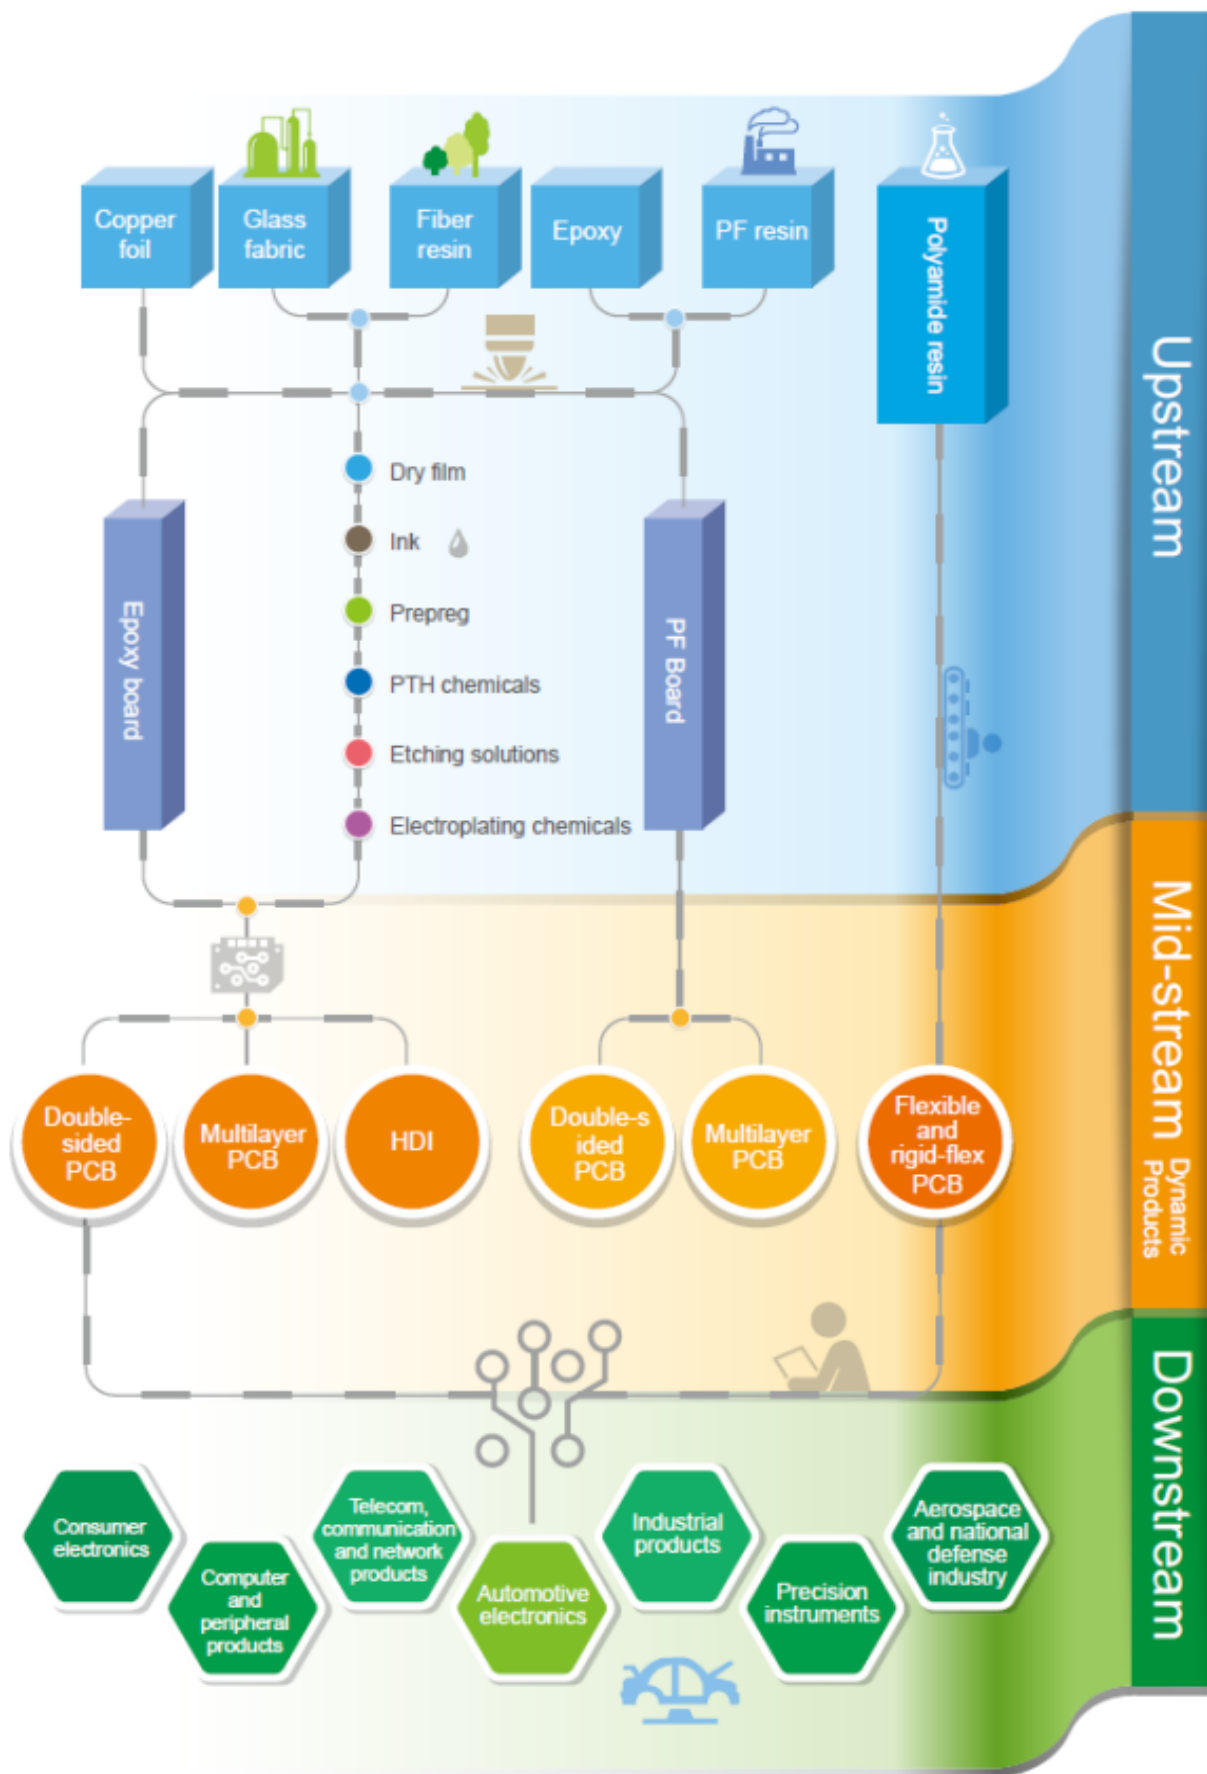 Copper
foil
Glass
fabric
Fiber
resin
Epoxy
PF resin
Polyamide resin
Upstream
Dry film
Ink
Prepreg
PTH chemicals
Etching solutions
Electroplating chemicals
Epoxy board
PF Board
Mid-stream
Dynamic
Products
Double-
sided
PCB
Multilayer
PCB
HDI
Double-s
ided
PCB
Multilayer
PCB
Flexible
and
rigid-flex
PCB
Downstream
Consumer
electronics
Computer
and
peripheral
products
Telecom,
communication
and network
products
Automotive
electronics
Industrial
products
Precision
instruments
Aerospace
and national
defense
industry